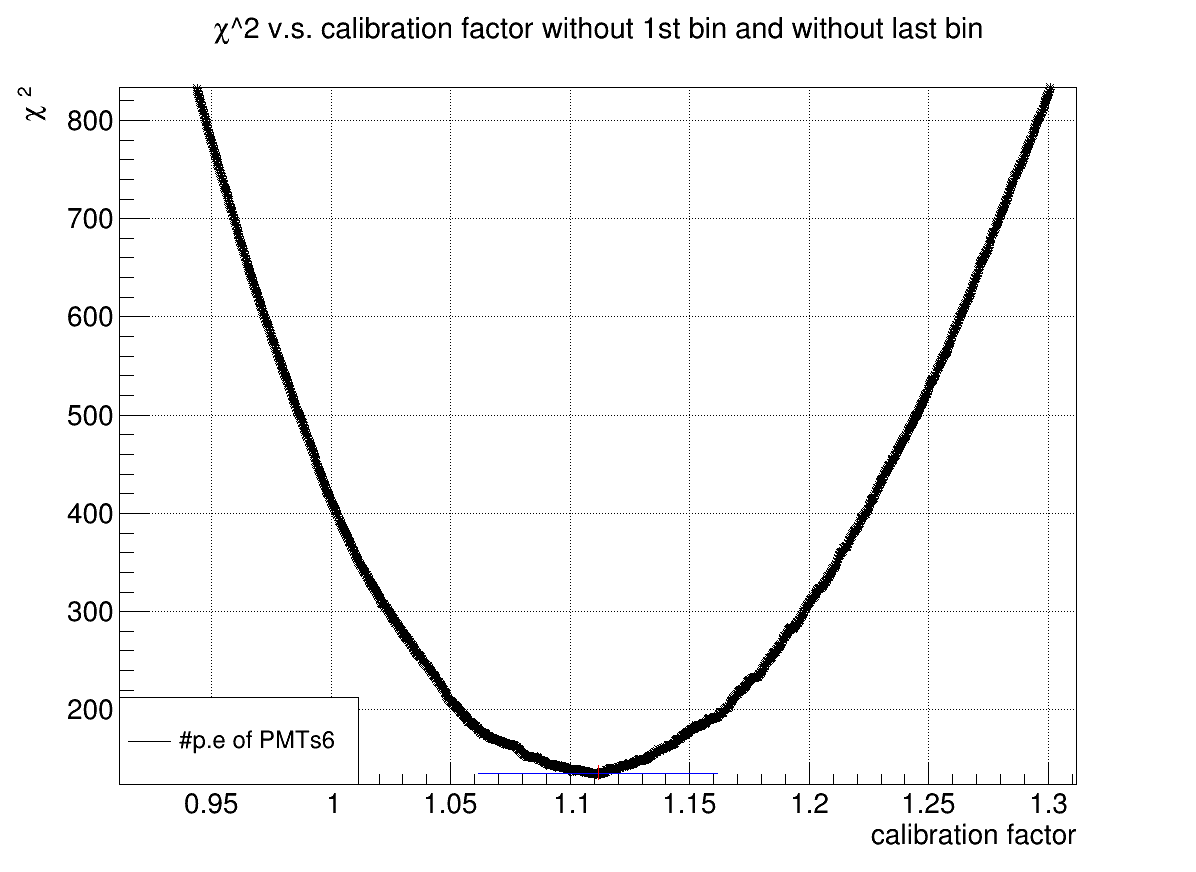 χ^2 v.s. calibration factor without 1st bin and without last bin
χ 2
800
700
600
500
400
300
200
#p.e of PMTs6
0.95 1 1.05 1.1 1.15 1.2 1.25 1.3
calibration factor